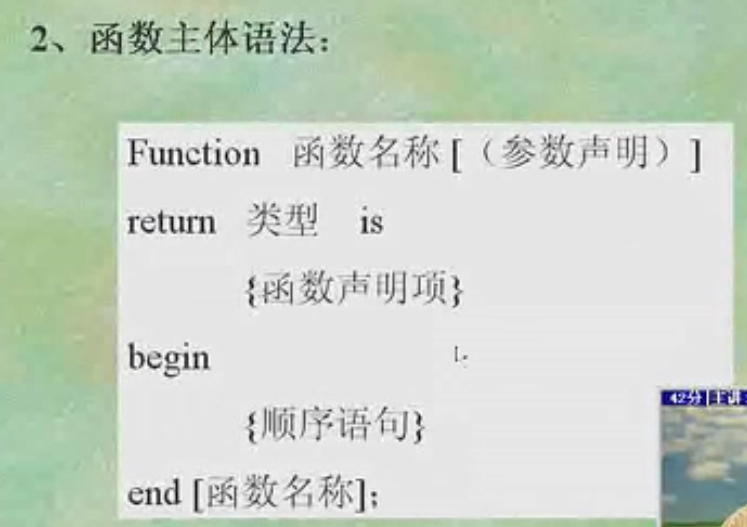 2、函数主体语法：
Function 函数名称 [（参数声明）]
return 类型 is
{函数声明项}
begin
{顺序语句}
end [函数名称];
42分 主讲